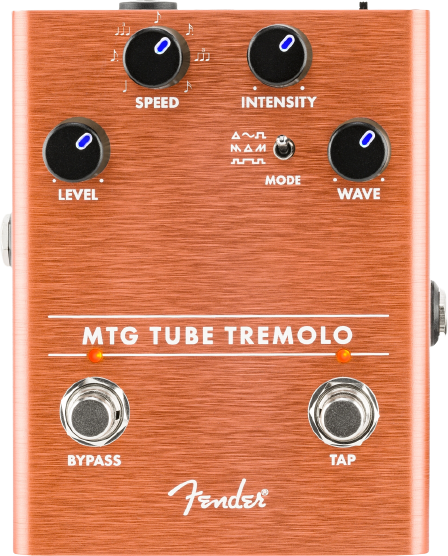 SPEED
INTENSITY
LEVEL
MODE
WAVE
MTG TUBE TREMOLO
BYPASS
TAP
Fender®